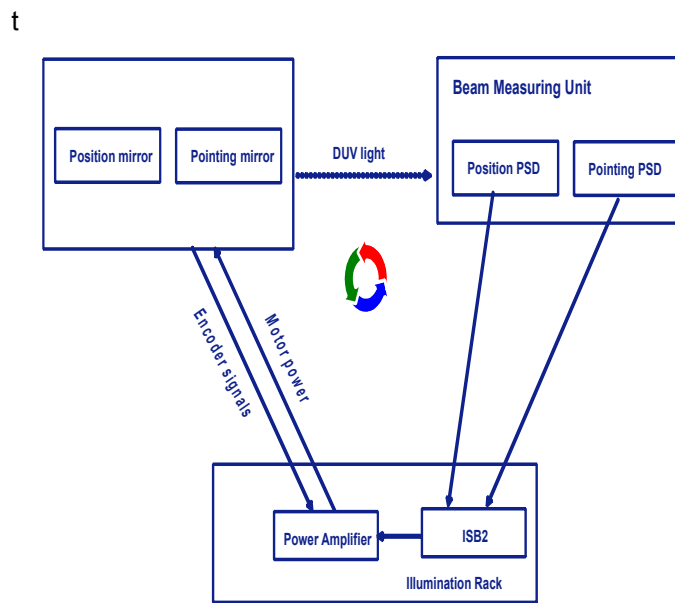 t
Beam Measuring Unit
Position mirror
Pointing mirror
DUV light
Position PSD
Pointing PSD
Encoder signals
Motor power
Power Amplifier
ISB2
Illumination Rack